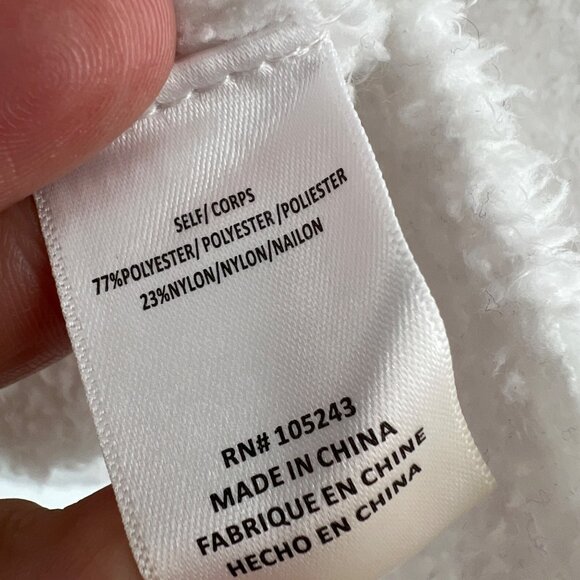 SELF/ CORPS
77%POLYESTER/ POLYESTER /POLIESTER
23%NYLON/NYLON/NAILON
RN# 105243
MADE IN CHINA
FABRIQUE EN CHINE
HECHO EN CHINA